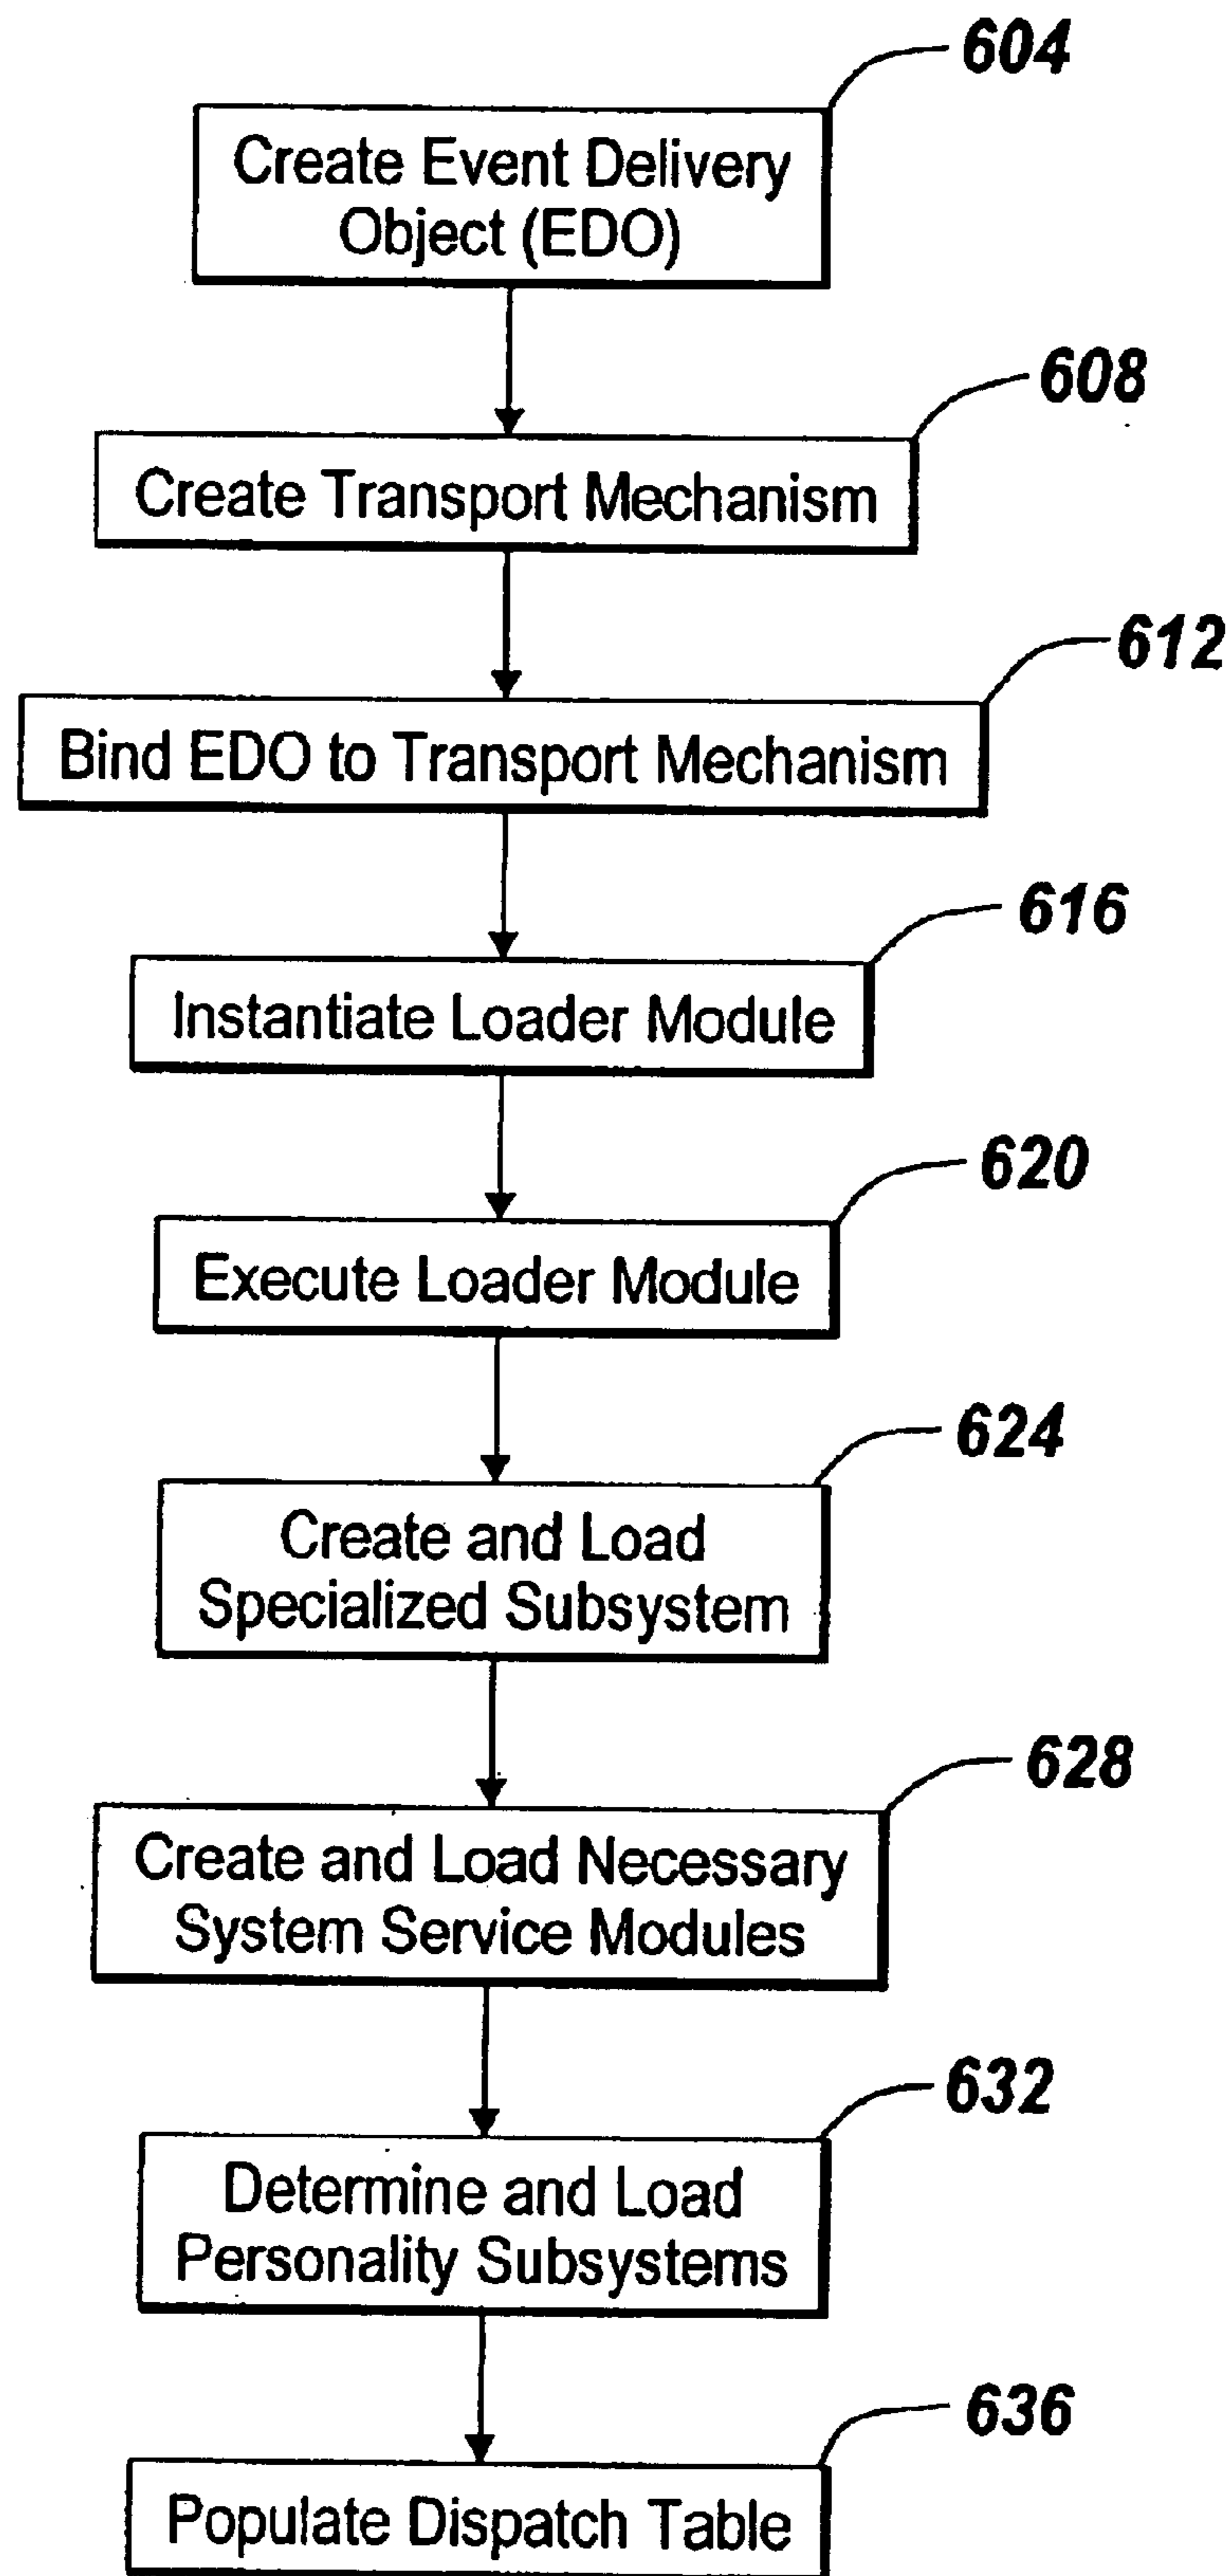 604
Create Event Delivery
Object (EDO)
608
Create Transport Mechanism
612
Bind EDO to Transport Mechanism
616
Instantiate Loader Module
620
Execute Loader Module
624
Create and Load
Specialized Subsystem
628
Create and Load Necessary
System Service Modules
632
Determine and Load
Personality Subsystems
636
Populate Dispatch Table